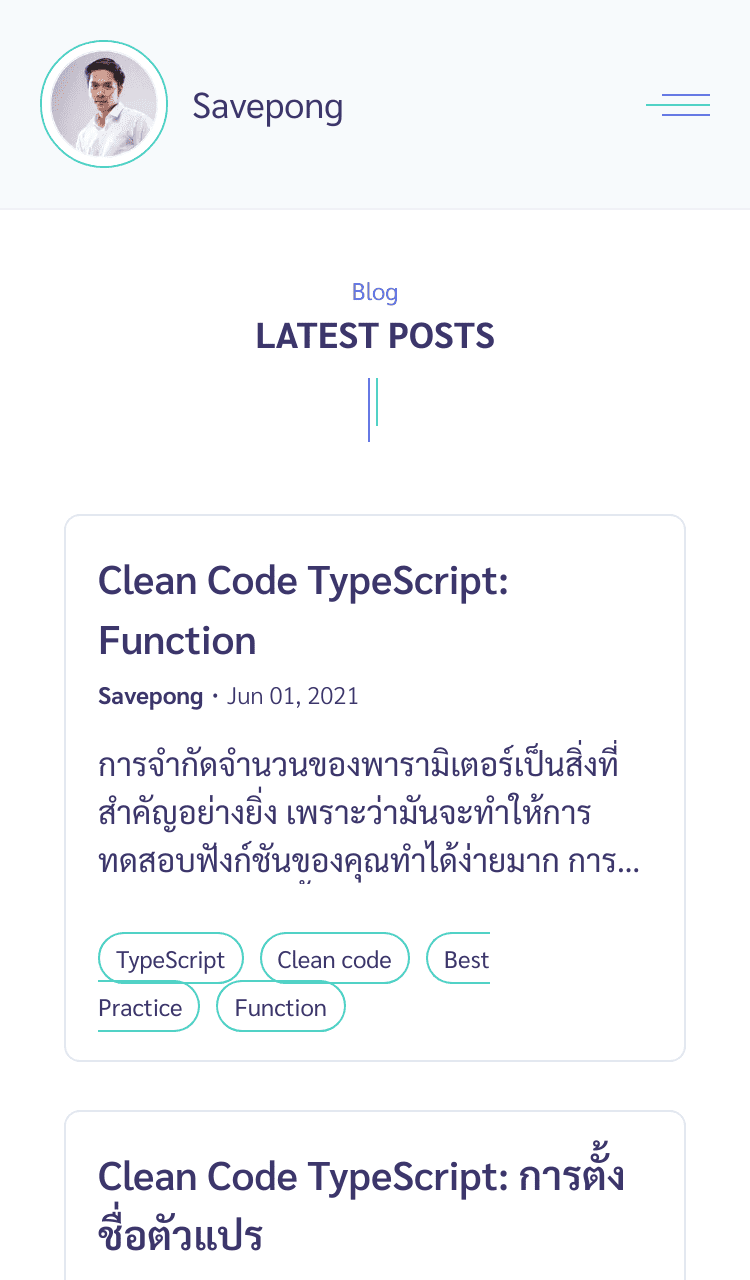 Savepong
Blog
LATEST POSTS
Clean Code TypeScript:
Function
Savepong · Jun 01, 2021
การจำกัดจำนวนของพารามิเตอร์เป็นสิ่งที่
สำคัญอย่างยิ่ง เพราะว่ามันจะทำให้การ
ทดสอบฟังก์ชันของคุณทำได้ง่ายมาก การ...
TypeScript Clean code Best
Practice Function
Clean Code TypeScript: การตั้ง
ชื่อตัวแปร